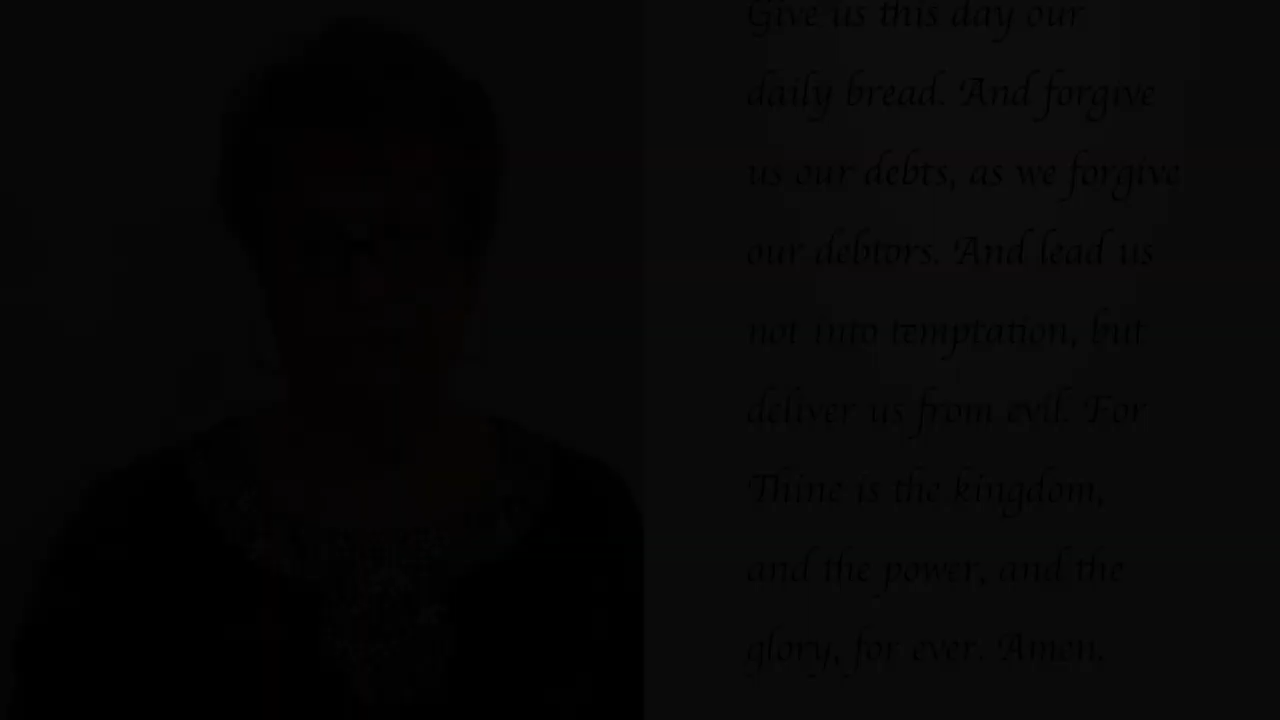 Give us this day our
daily bread. And forgive
us our debts, as we forgive
our debtors. And lead us
not into temptation, but
deliver us from evil. For
Thine is the kingdom,
and the power, and the
glory, for ever. Amen.